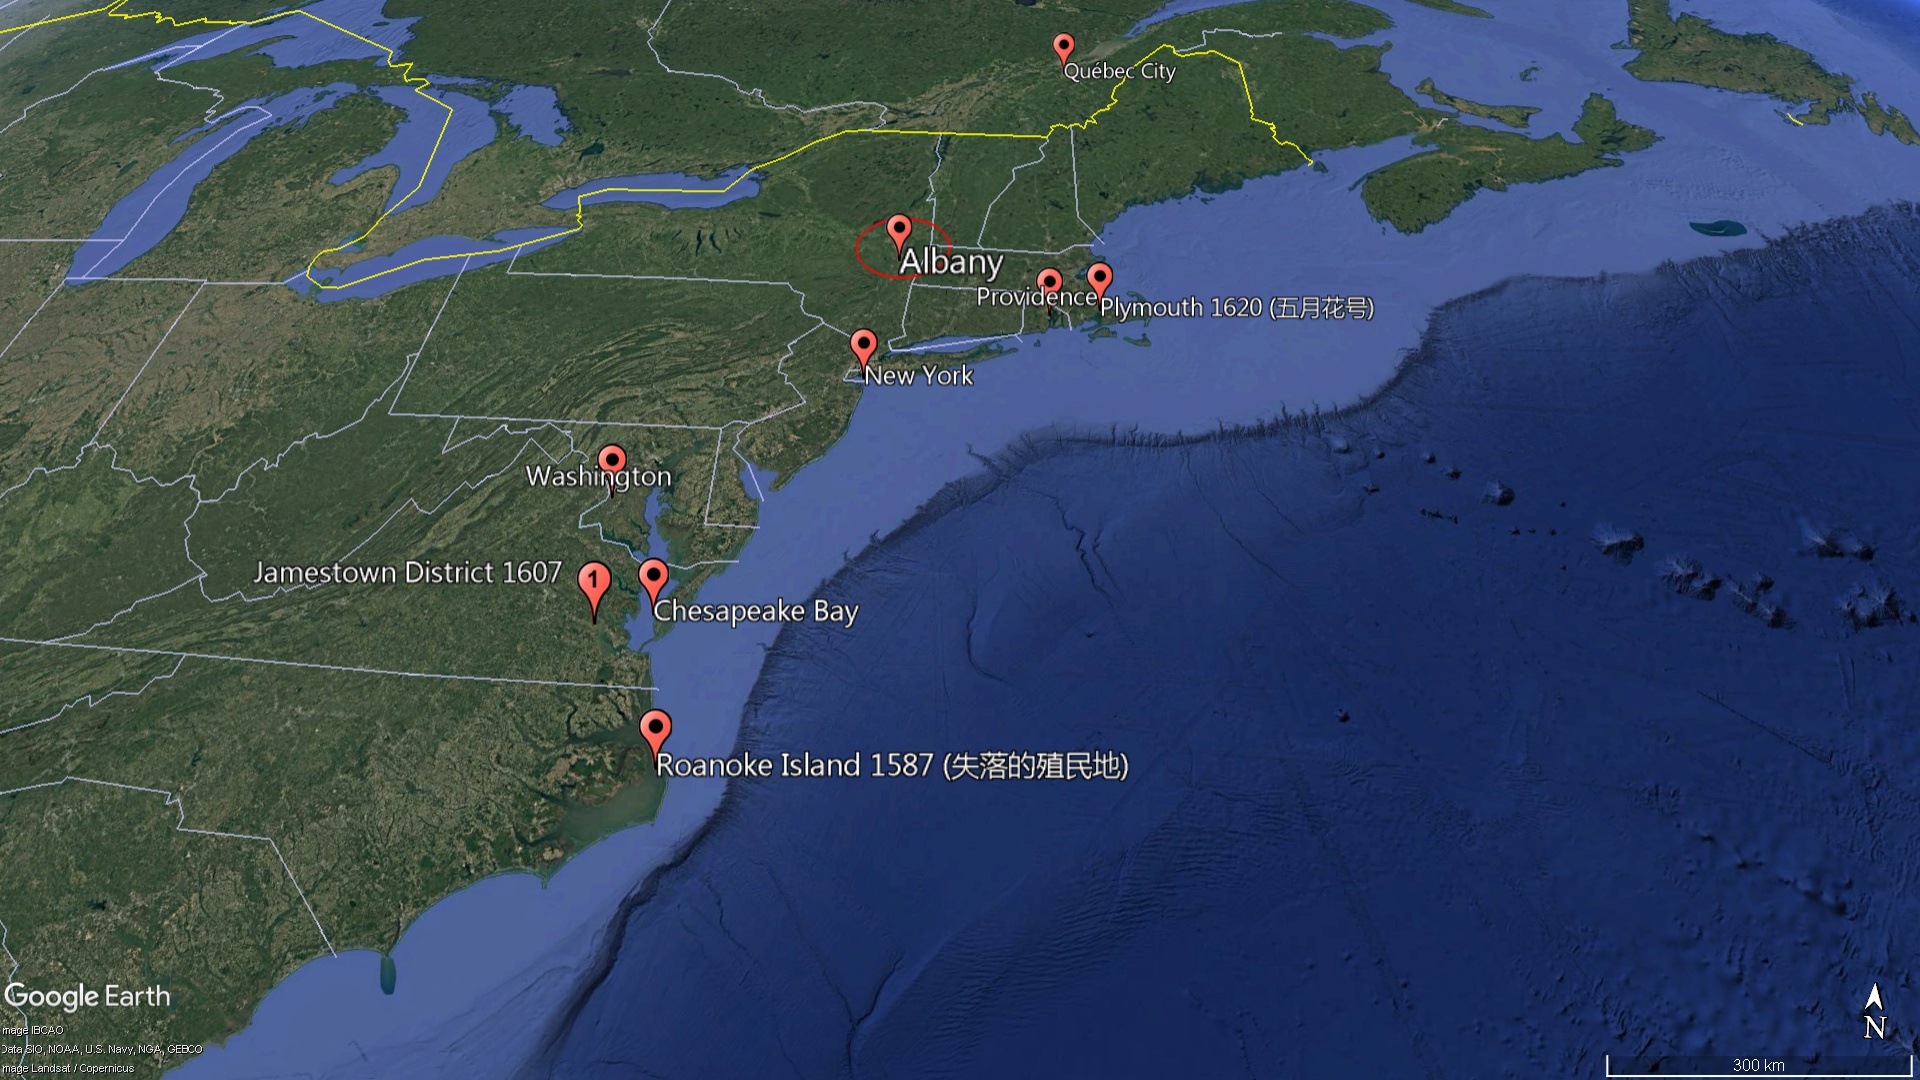 Québec City
Albany
Providence
Plymouth 1620 (五月花号)
New York
Washington
Jamestown District 1607
1
Chesapeake Bay
Roanoke Island 1587 (失落的殖民地)
Google Earth
mage IBCAO
Data SIO, NOAA, U.S. Navy, NGA, GEBCO
mage Landsat / Copernicus
N
300 km